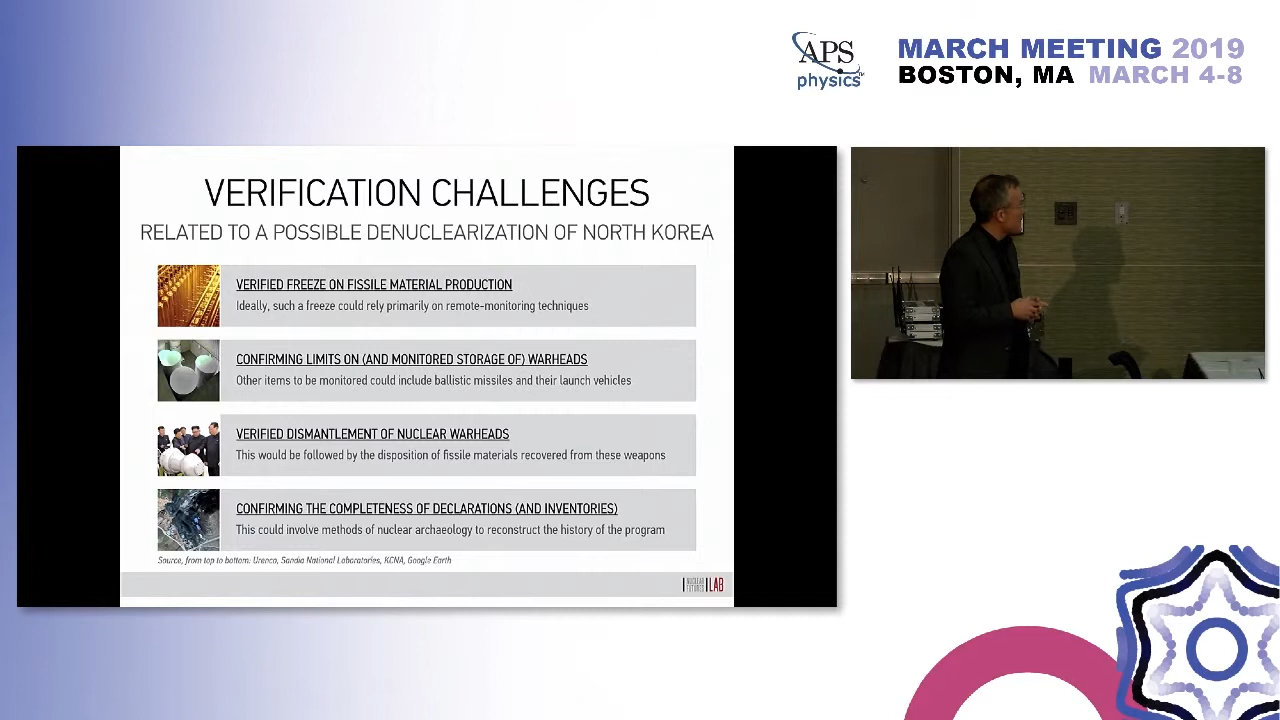 APS
physics
MARCH MEETING 2019
BOSTON, MA MARCH 4-8
VERIFICATION CHALLENGES
RELATED TO A POSSIBLE DENUCLEARIZATION OF NORTH KOREA
VERIFIED FREEZE ON FISSILE MATERIAL PRODUCTION
Ideally, such a freeze could rely primarily on remote-monitoring techniques
CONFIRMING LIMITS ON (AND MONITORED STORAGE OF) WARHEADS
Other items to be monitored could include ballistic missiles and their launch vehicles
VERIFIED DISMANTLEMENT OF NUCLEAR WARHEADS
This would be followed by the disposition of fissile materials recovered from these weapons
CONFIRMING THE COMPLETENESS OF DECLARATIONS (AND INVENTORIES)
This could involve methods of nuclear archaeology to reconstruct the history of the program
Source, from top to bottom: Urenco, Sandia National Laboratories, KCNA, Google Earth
NUCLEAR
FUTURES LAB